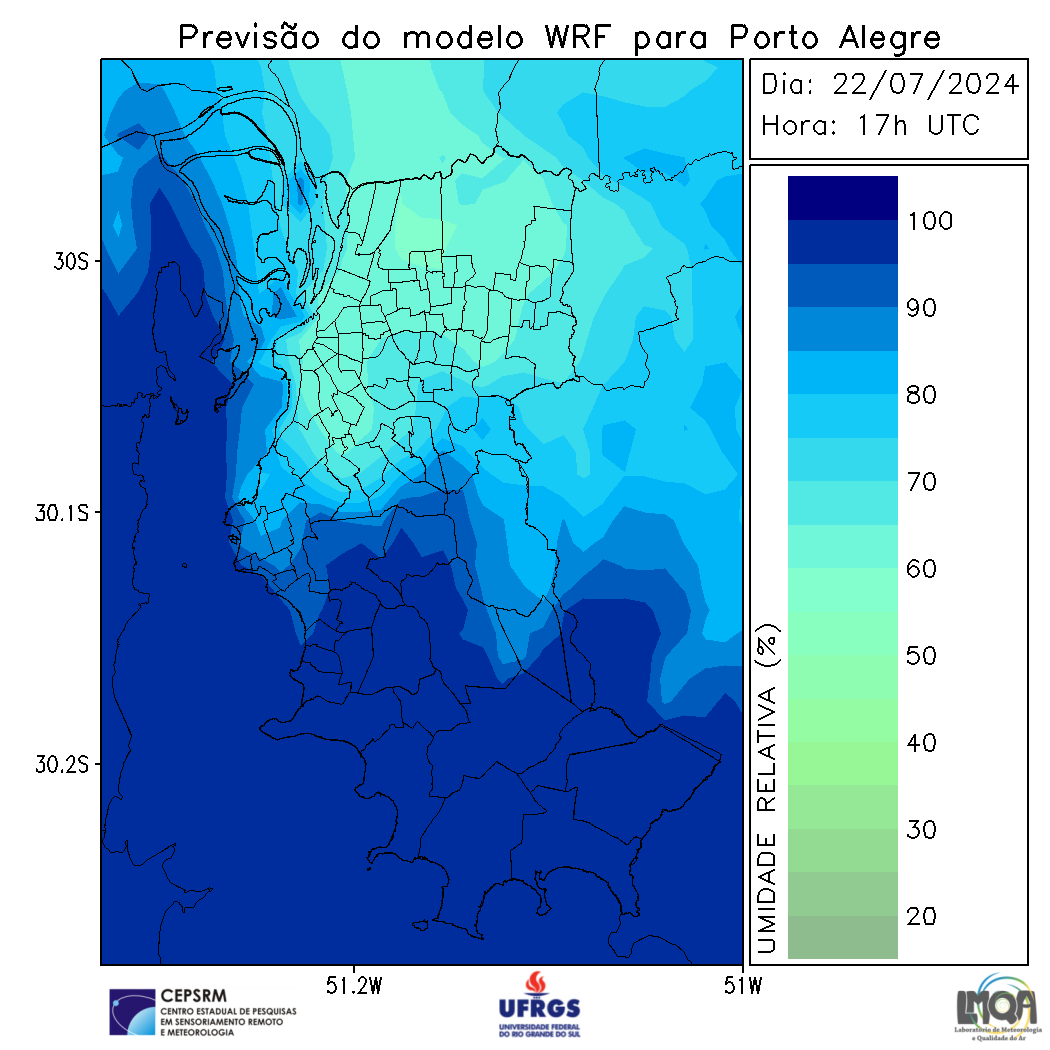 Previsão do modelo WRF para Porto Alegre
Dia: 22/07/2024
Hora: 17h UTC
30S
30.1S
30.2S
51.2W
51W
UMIDADE RELATIVA (%)
100
90
80
70
60
50
40
30
20
CEPSRM
CENTRO ESTADUAL DE PESQUISAS
EM SENSORIAMENTO REMOTO
E METEOROLOGIA
UFRGS
UNIVERSIDADE FEDERAL
DO RIO GRANDE DO SUL
LMQA
Laboratório de Meteorologia
e Qualidade do Ar